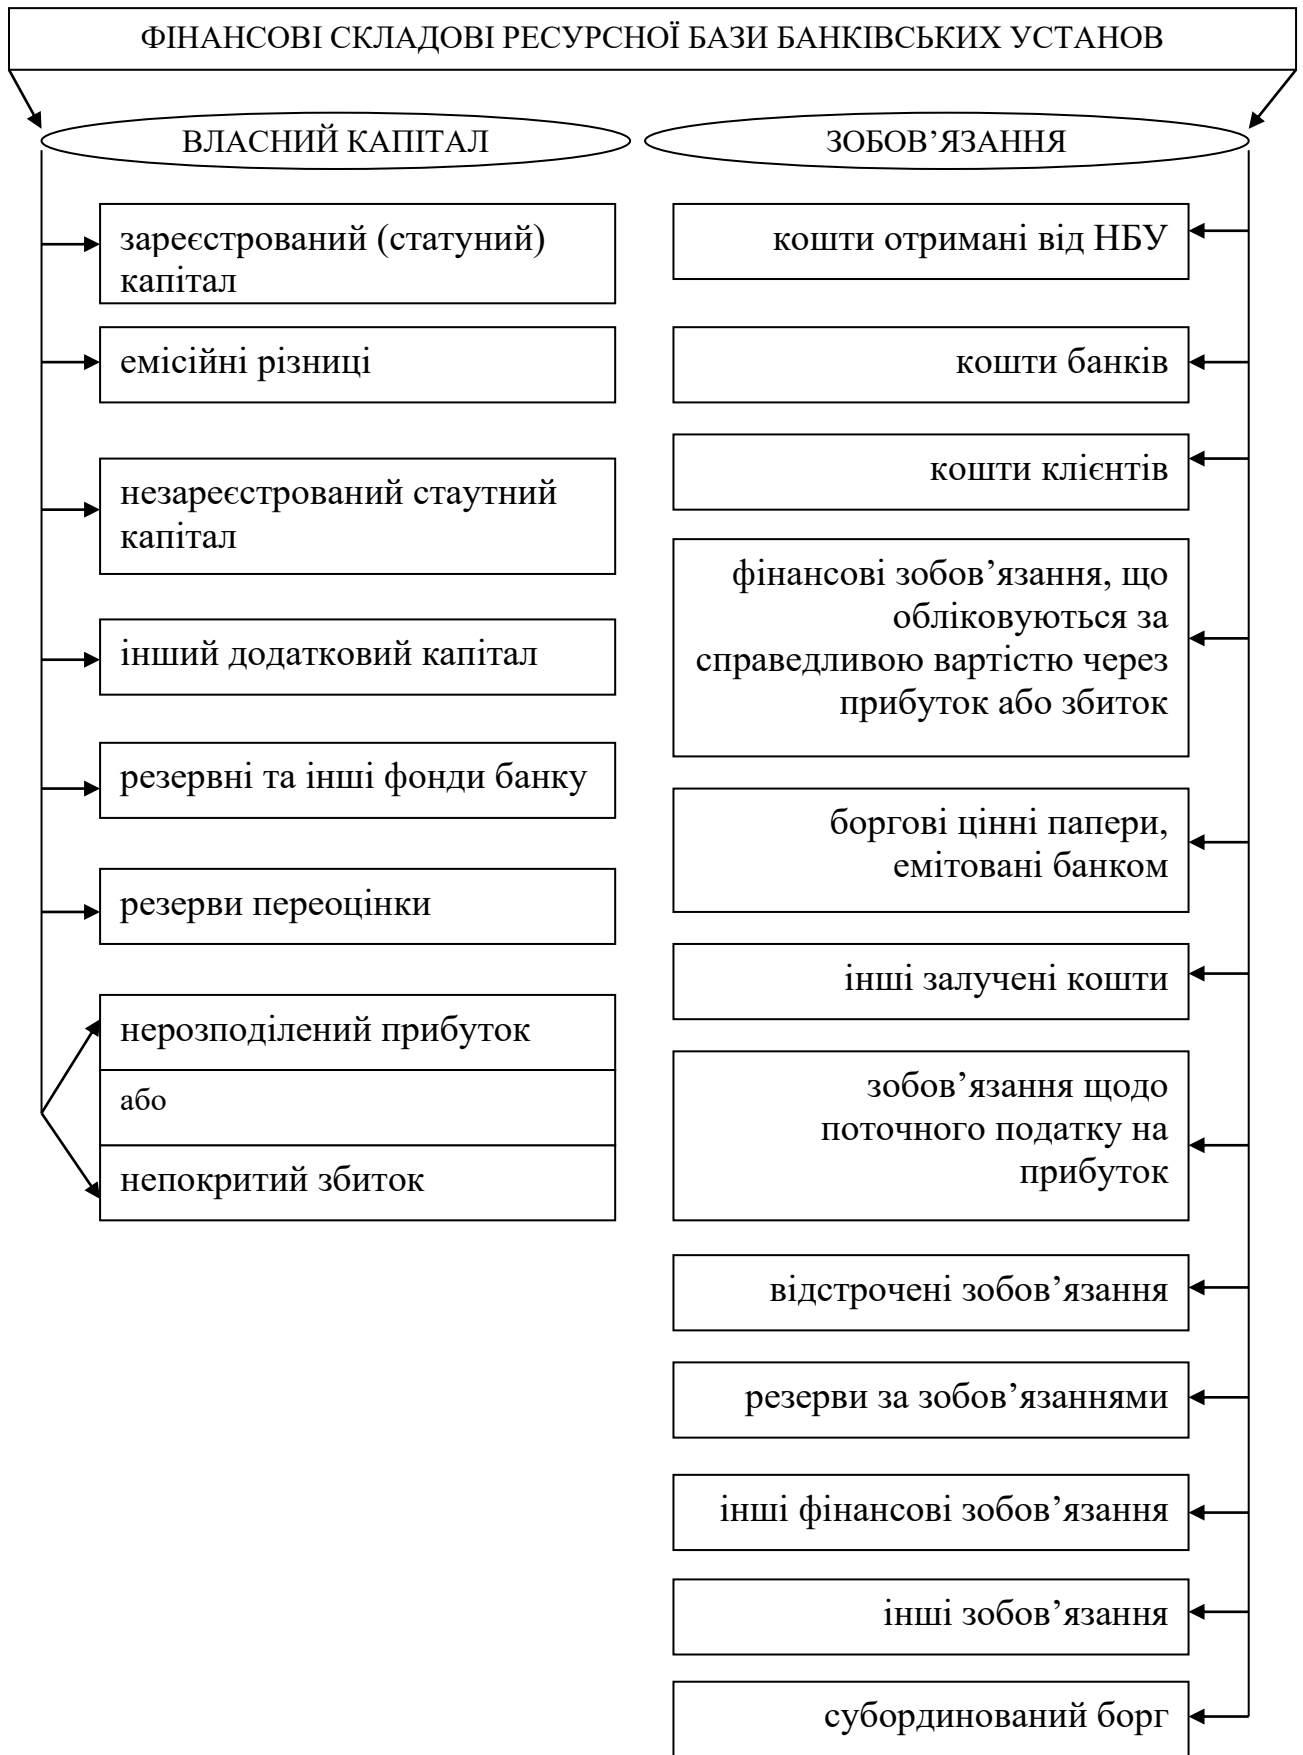 ФІНАНСОВІ СКЛАДОВІ РЕСУРСНОЇ БАЗИ БАНКІВСЬКИХ УСТАНОВ
ВЛАСНИЙ КАПІТАЛ
зареєстрований (статуний)
капітал
емісійні різниці
незареєстрований стаутний
капітал
інший додатковий капітал
резервні та інші фонди банку
резерви переоцінки
нерозподілений прибуток
або
непокритий збиток
ЗОБОВ’ЯЗАННЯ
кошти отримані від НБУ
кошти банків
кошти клієнтів
фінансові зобов’язання, що
обліковуються за
справедливою вартістю через
прибуток або збиток
боргові цінні папери,
емітовані банком
інші залучені кошти
зобов’язання щодо
поточного податку на
прибуток
відстрочені зобов’язання
резерви за зобов’язаннями
інші фінансові зобов’язання
інші зобов’язання
субординований борг